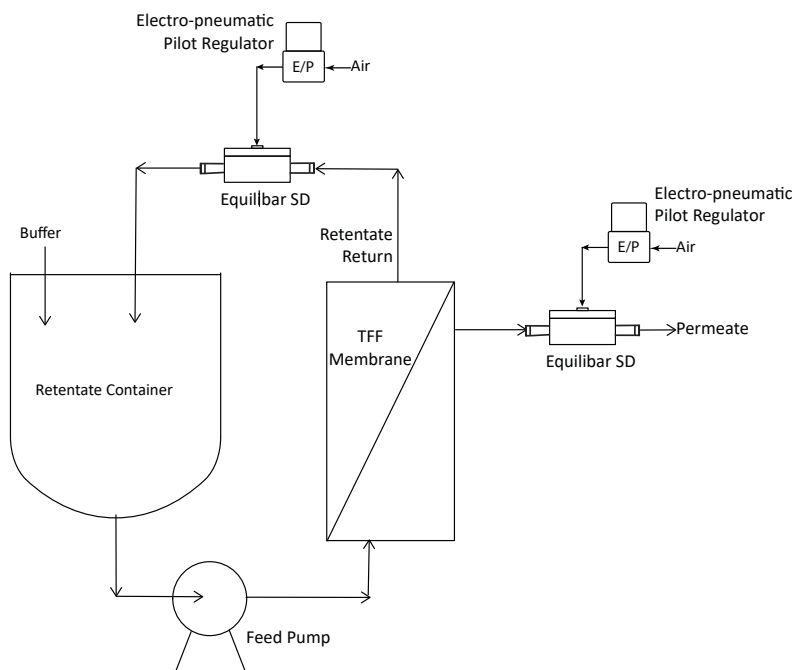 Electro-pneumatic
Pilot Regulator
E/P
Air
Equilibar SD
Electro-pneumatic
Pilot Regulator
E/P
Air
Buffer
Retentate
Return
TFF
Membrane
Permeate
Equilibar SD
Retentate Container
Feed Pump